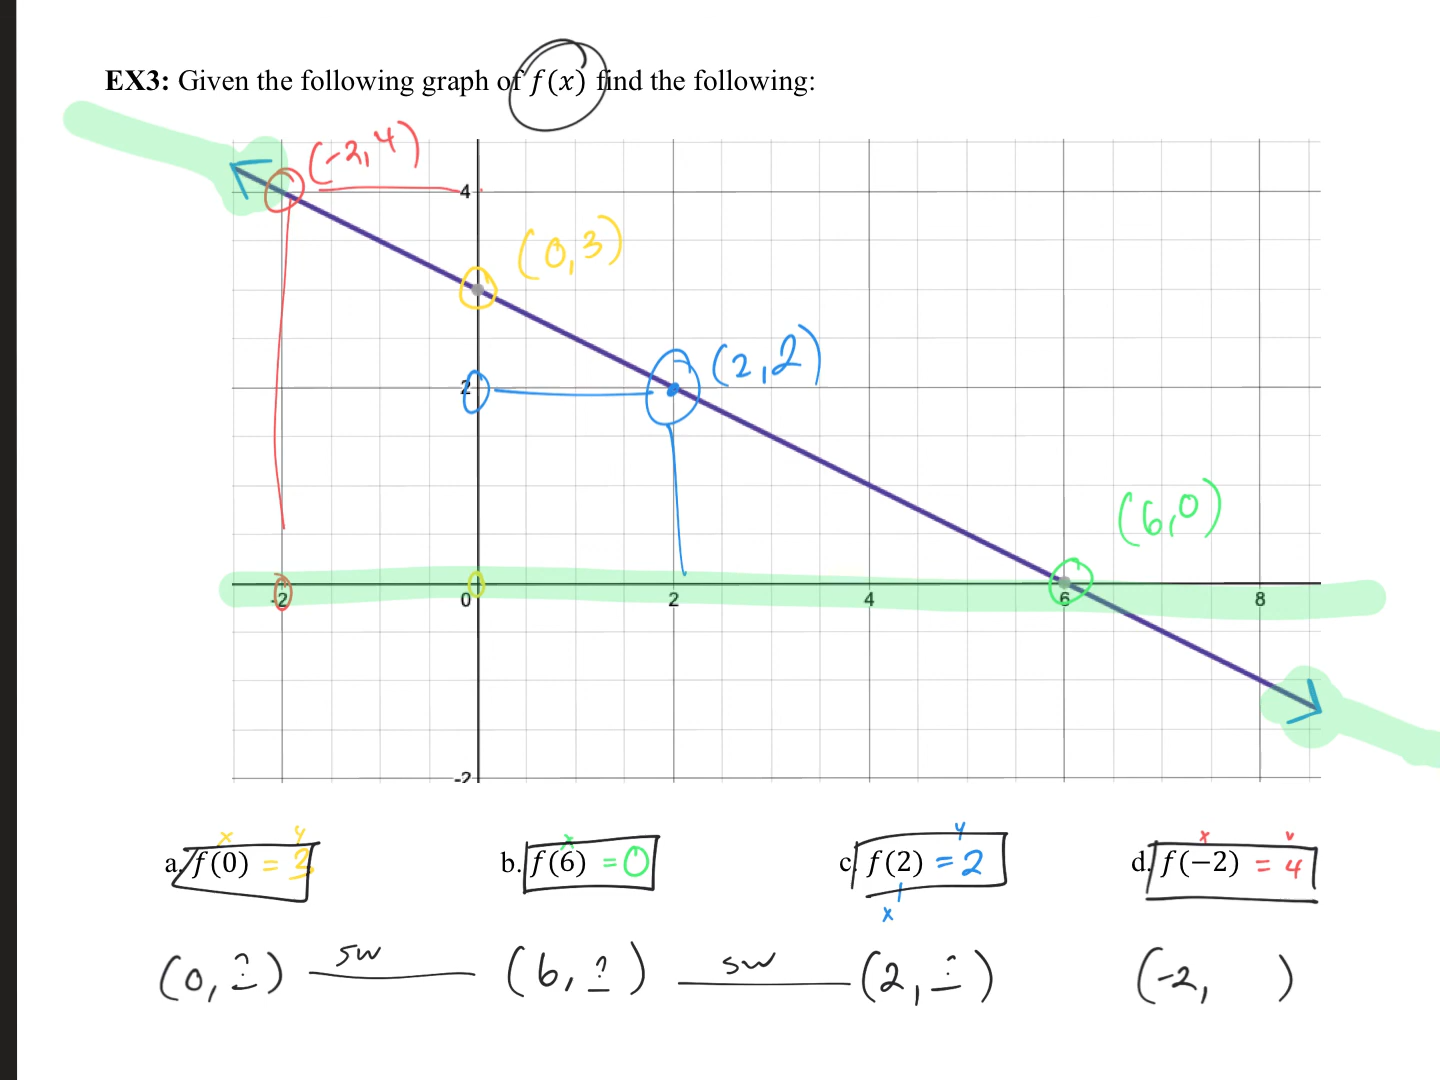 EX3: Given the following graph of f(x) find the following:
(-2,4)
4
(0,3)
2
(2,2)
(6,0)
-2 0 2 4 6 8
-2
x y x y x y
a. f(0) = 3 b. f(6) = 0 c. f(2) = 2 d. f(−2) = 4
x
(0, ?) SW (6, ?) SW (2, ?) (-2, )